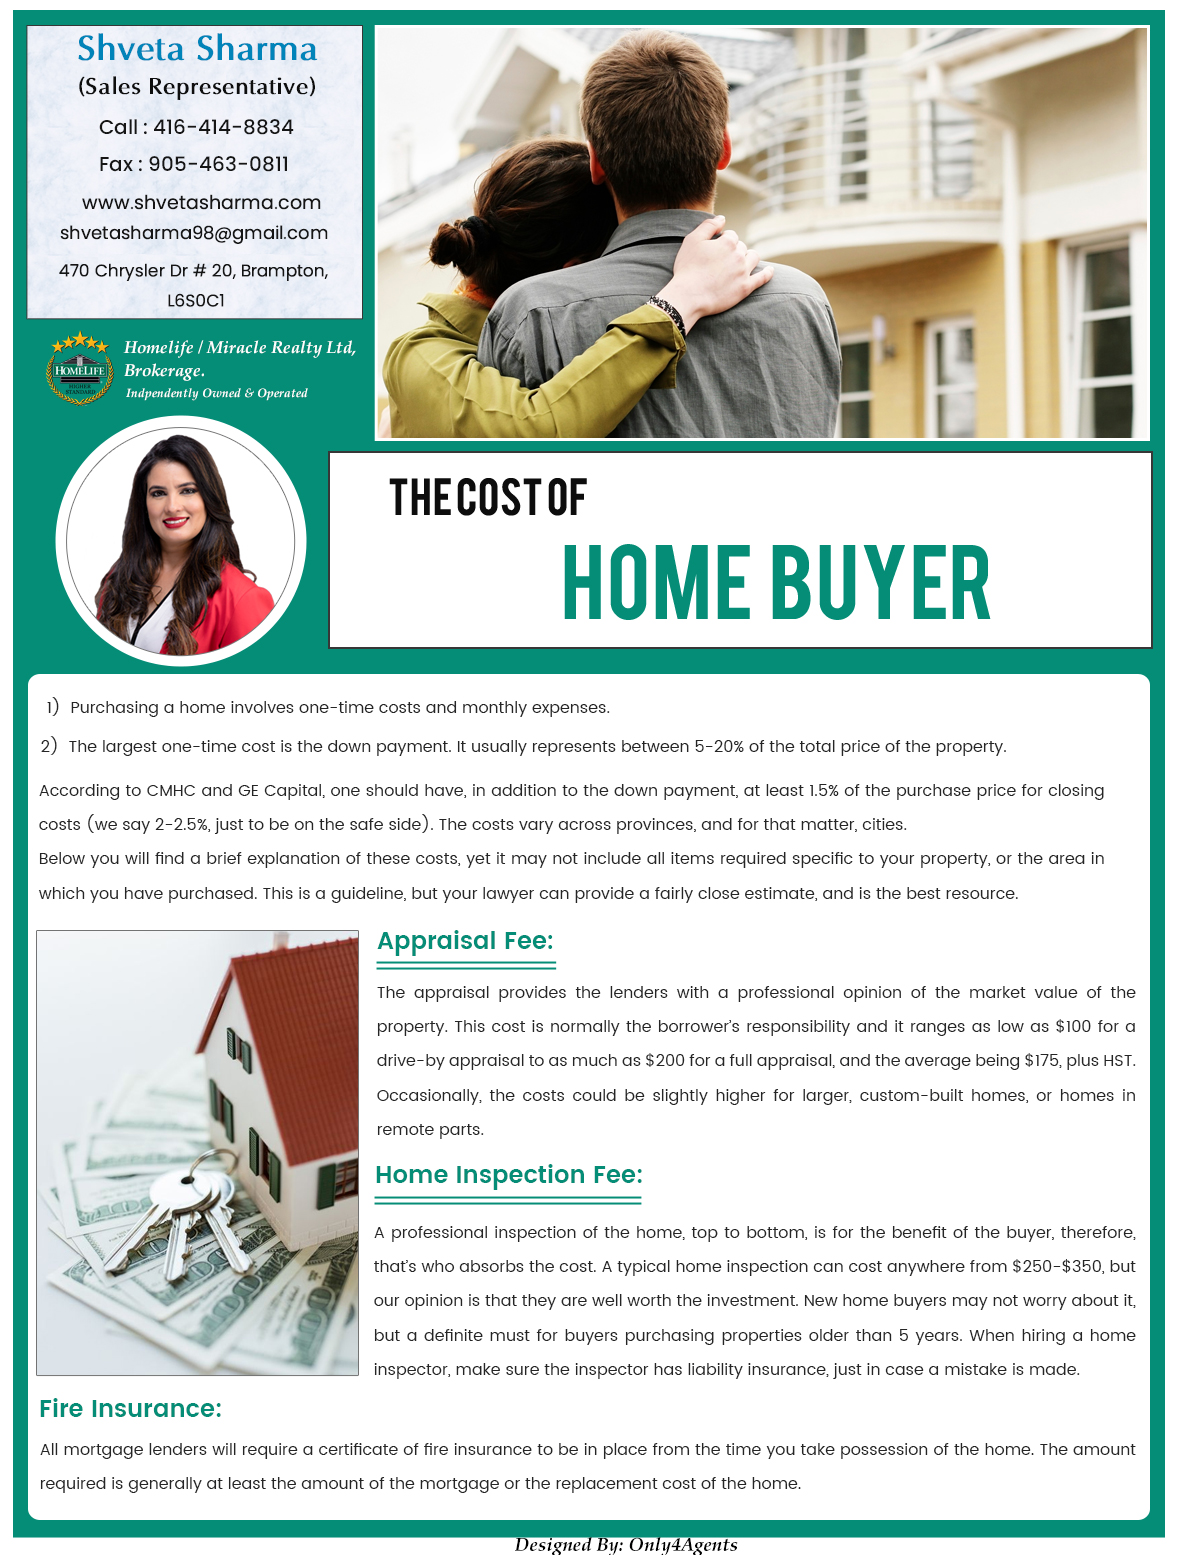 Shveta Sharma
(Sales Representative)
Call : 416-414-8834
Fax : 905-463-0811
www.shvetasharma.com
shvetasharma98@gmail.com
470 Chrysler Dr # 20, Brampton,
L6S0C1
HOMELIFE
HIGHER
STANDARD
Homelife / Miracle Realty Ltd,
Brokerage.
Indpendently Owned & Operated
THE COST OF
HOME BUYER
1) Purchasing a home involves one-time costs and monthly expenses.
2) The largest one-time cost is the down payment. It usually represents between 5-20% of the total price of the property.
According to CMHC and GE Capital, one should have, in addition to the down payment, at least 1.5% of the purchase price for closing
costs (we say 2-2.5%, just to be on the safe side). The costs vary across provinces, and for that matter, cities.
Below you will find a brief explanation of these costs, yet it may not include all items required specific to your property, or the area in
which you have purchased. This is a guideline, but your lawyer can provide a fairly close estimate, and is the best resource.
Appraisal Fee:
The appraisal provides the lenders with a professional opinion of the market value of the
property. This cost is normally the borrower's responsibility and it ranges as low as $100 for a
drive-by appraisal to as much as $200 for a full appraisal, and the average being $175, plus HST.
Occasionally, the costs could be slightly higher for larger, custom-built homes, or homes in
remote parts.
Home Inspection Fee:
A professional inspection of the home, top to bottom, is for the benefit of the buyer, therefore,
that's who absorbs the cost. A typical home inspection can cost anywhere from $250-$350, but
our opinion is that they are well worth the investment. New home buyers may not worry about it,
but a definite must for buyers purchasing properties older than 5 years. When hiring a home
inspector, make sure the inspector has liability insurance, just in case a mistake is made.
Fire Insurance:
All mortgage lenders will require a certificate of fire insurance to be in place from the time you take possession of the home. The amount
required is generally at least the amount of the mortgage or the replacement cost of the home.
Designed By: Only4Agents